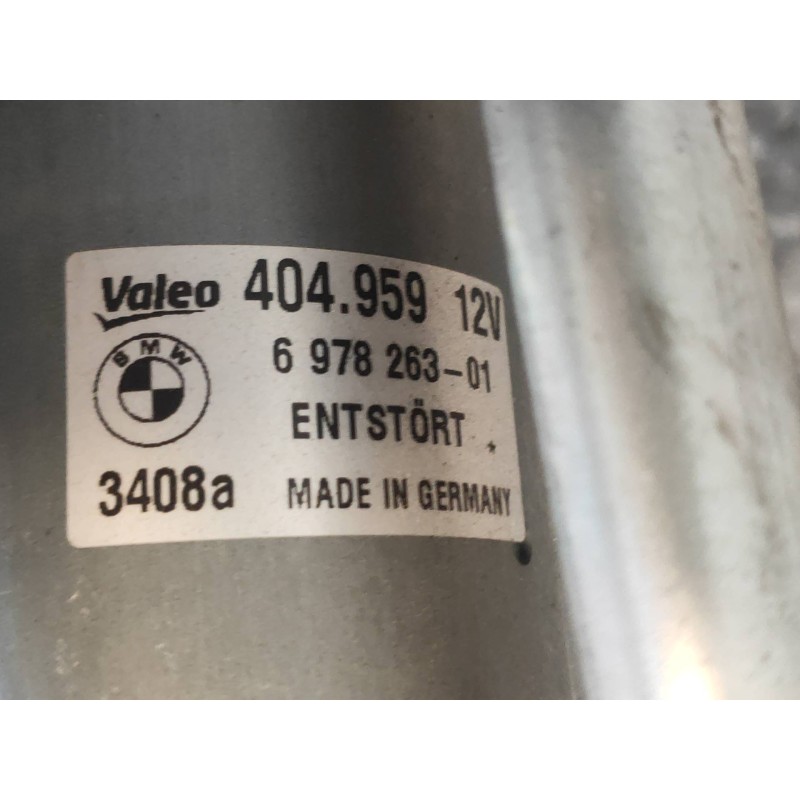 Valeo 404.959 12V
BMW 6 978 263-01
ENTSTÖRT
3408a MADE IN GERMANY